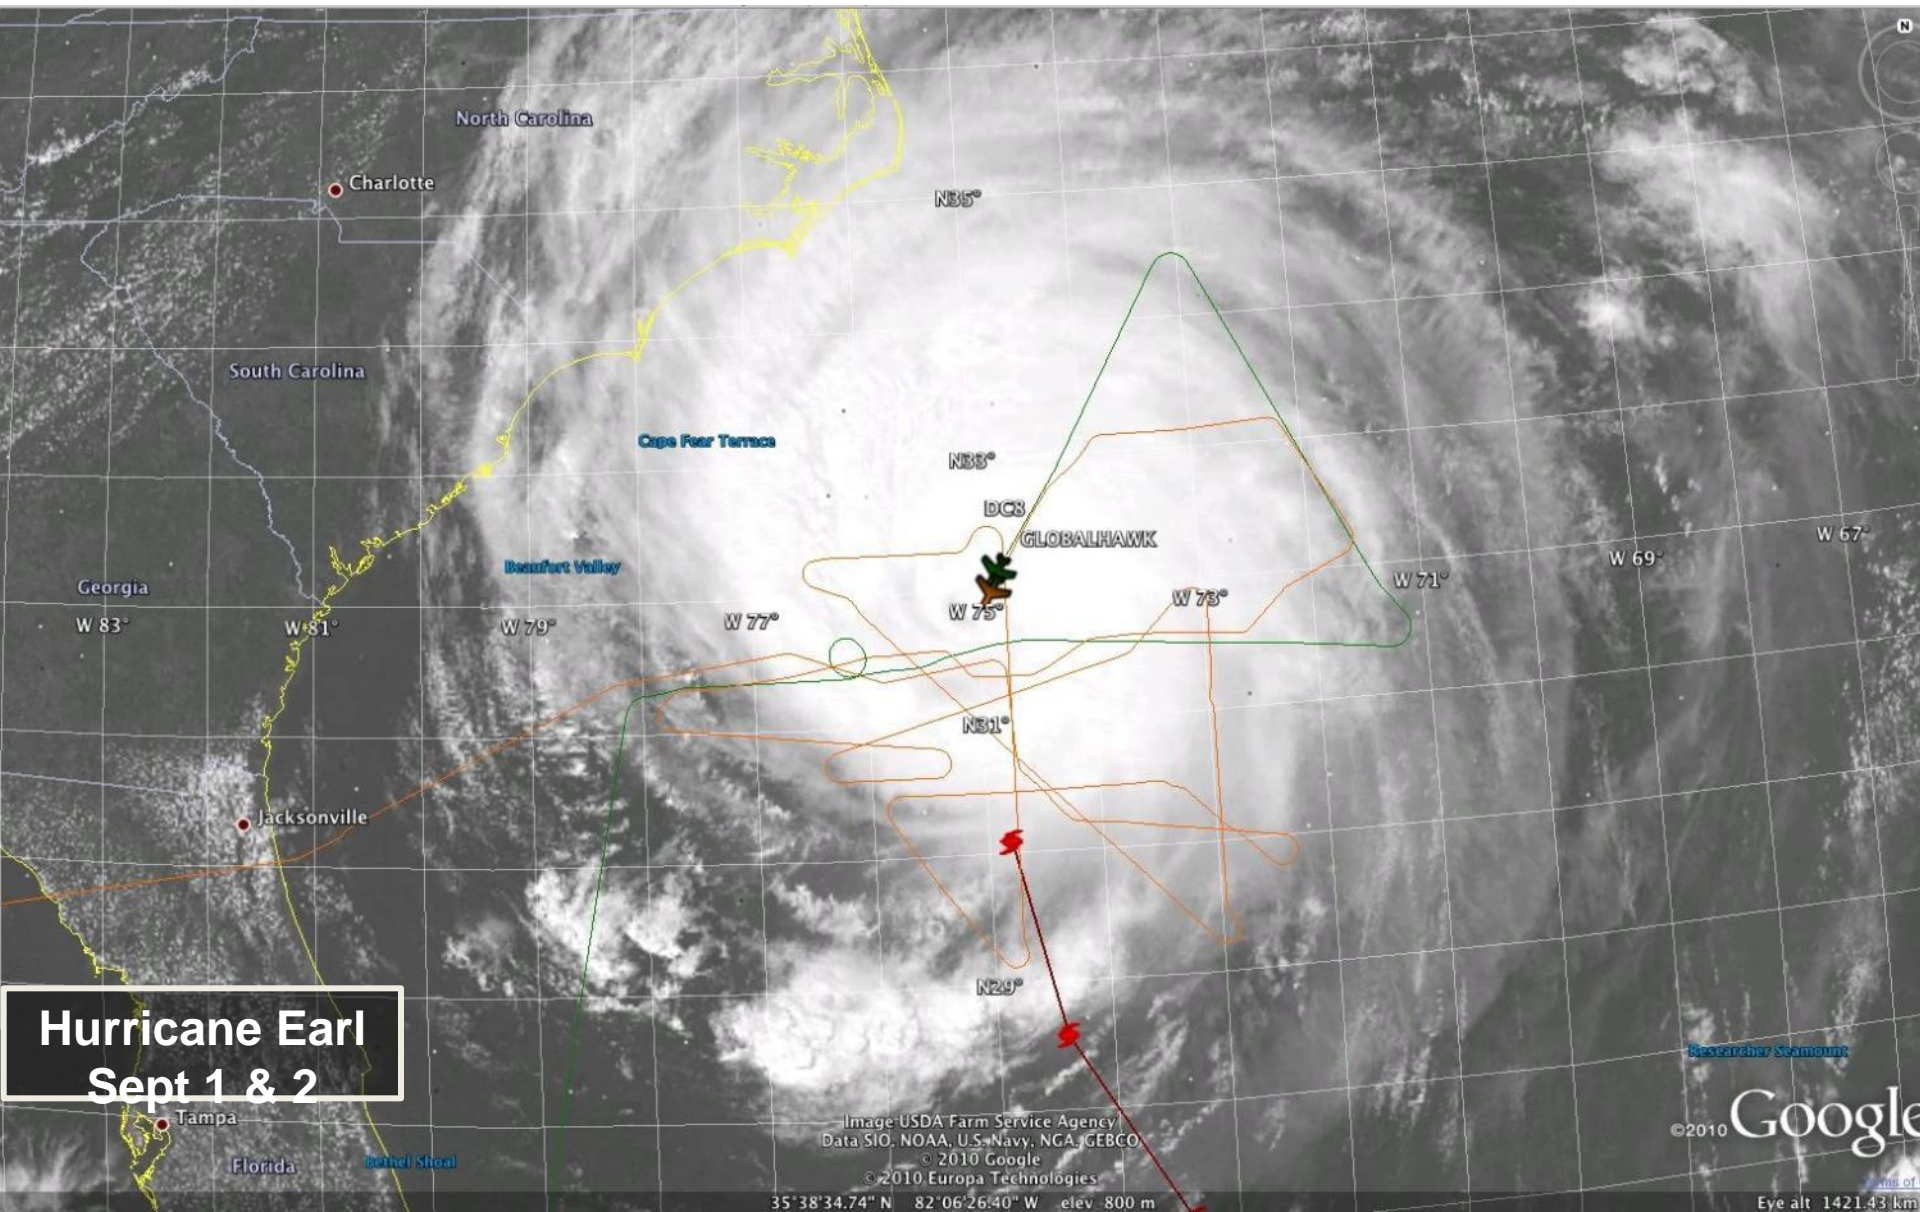 N
North Carolina
Charlotte
N35°
South Carolina
Cape Fear Terrace
N33°
DC8
GLOBALHAWK
W 67°
W 69°
Beaufort Valley
W 71°
Georgia
W 75°
W 73°
W 83°
W 81°
W 79°
W 77°
N31°
Jacksonville
N29°
Hurricane Earl
Sept 1 & 2
Researcher Seamount
Tampa
Image USDA Farm Service Agency
Data SIO, NOAA, U.S. Navy, NGA, GEBCO
© 2010 Google
© 2010 Europa Technologies
©2010 Google
Florida
Bethel Shoal
35°38'34.74" N 82°06'26.40" W elev 800 m
Eye alt 1421.43 km